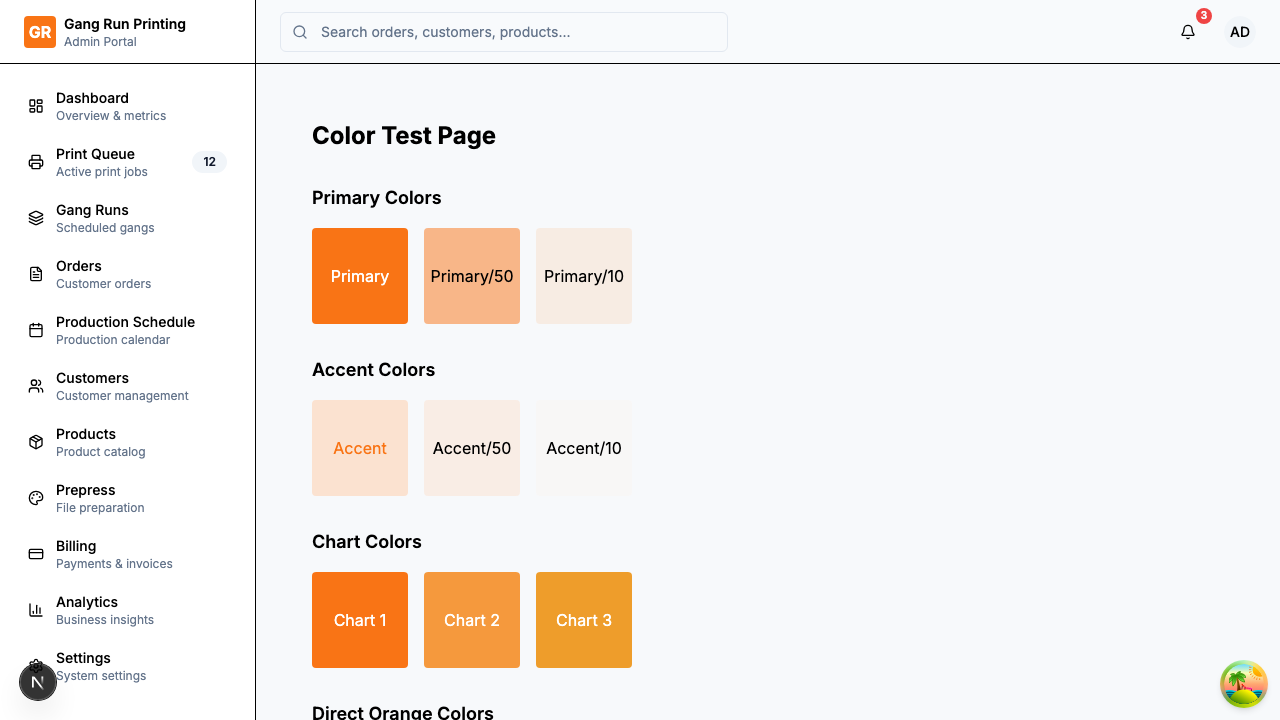 GR
Gang Run Printing
Admin Portal
Search orders, customers, products...
3
AD
Dashboard
Overview & metrics
Print Queue
Active print jobs
12
Gang Runs
Scheduled gangs
Orders
Customer orders
Production Schedule
Production calendar
Customers
Customer management
Products
Product catalog
Prepress
File preparation
Billing
Payments & invoices
Analytics
Business insights
Settings
System settings
N
Color Test Page
Primary Colors
Primary
Primary/50
Primary/10
Accent Colors
Accent
Accent/50
Accent/10
Chart Colors
Chart 1
Chart 2
Chart 3
Direct Orange Colors